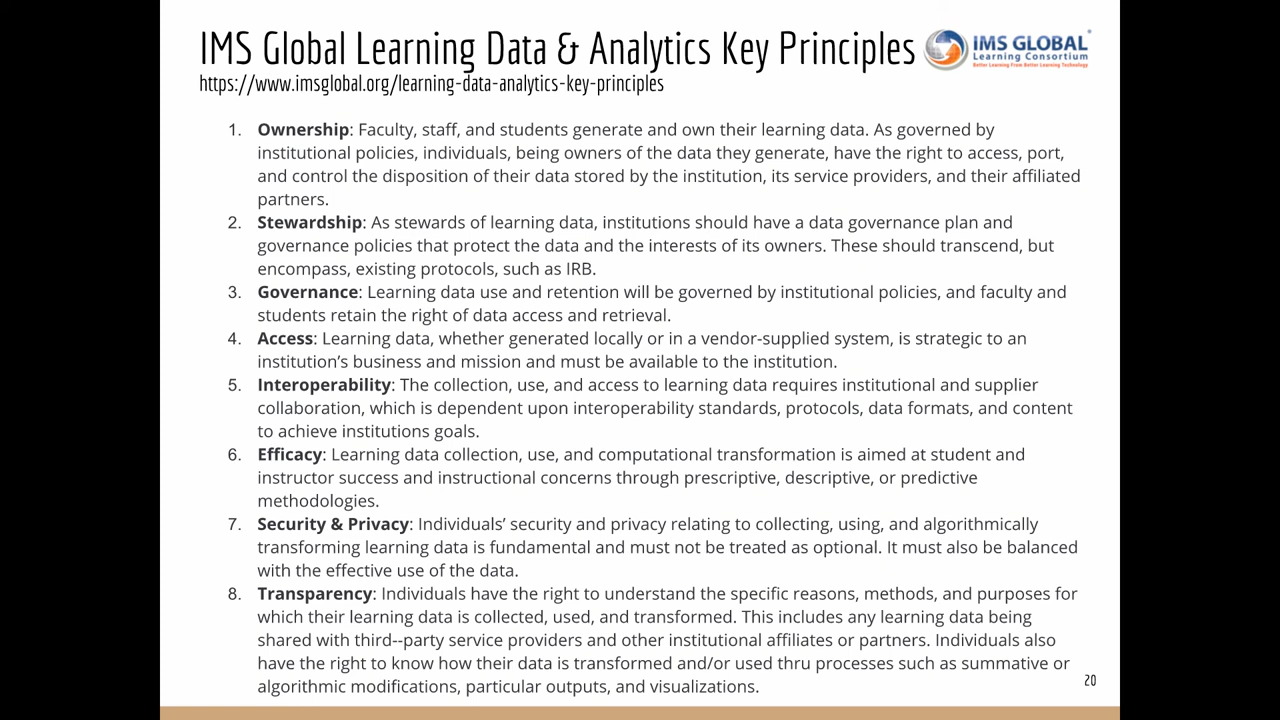 IMS Global Learning Data & Analytics Key Principles
IMS GLOBAL®
Learning Consortium
Better Learning From Better Learning Technology
https://www.imsglobal.org/learning-data-analytics-key-principles
1. Ownership: Faculty, staff, and students generate and own their learning data. As governed by
institutional policies, individuals, being owners of the data they generate, have the right to access, port,
and control the disposition of their data stored by the institution, its service providers, and their affiliated
partners.
2. Stewardship: As stewards of learning data, institutions should have a data governance plan and
governance policies that protect the data and the interests of its owners. These should transcend, but
encompass, existing protocols, such as IRB.
3. Governance: Learning data use and retention will be governed by institutional policies, and faculty and
students retain the right of data access and retrieval.
4. Access: Learning data, whether generated locally or in a vendor-supplied system, is strategic to an
institution's business and mission and must be available to the institution.
5. Interoperability: The collection, use, and access to learning data requires institutional and supplier
collaboration, which is dependent upon interoperability standards, protocols, data formats, and content
to achieve institutions goals.
6. Efficacy: Learning data collection, use, and computational transformation is aimed at student and
instructor success and instructional concerns through prescriptive, descriptive, or predictive
methodologies.
7. Security & Privacy: Individuals' security and privacy relating to collecting, using, and algorithmically
transforming learning data is fundamental and must not be treated as optional. It must also be balanced
with the effective use of the data.
8. Transparency: Individuals have the right to understand the specific reasons, methods, and purposes for
which their learning data is collected, used, and transformed. This includes any learning data being
shared with third--party service providers and other institutional affiliates or partners. Individuals also
have the right to know how their data is transformed and/or used thru processes such as summative or
algorithmic modifications, particular outputs, and visualizations.
20